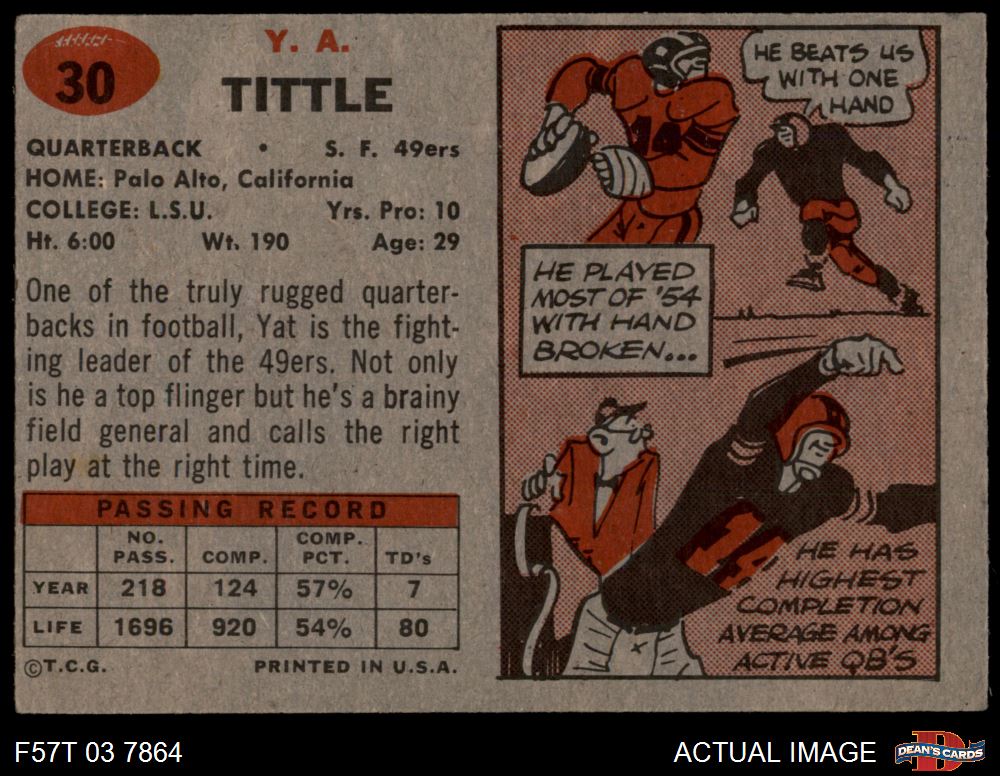 30
Y. A.
TITTLE
QUARTERBACK • S. F. 49ers
HOME: Palo Alto, California
COLLEGE: L.S.U. Yrs. Pro: 10
Ht. 6:00 Wt. 190 Age: 29
One of the truly rugged quarter-
backs in football, Yat is the fight-
ing leader of the 49ers. Not only
is he a top flinger but he's a brainy
field general and calls the right
play at the right time.
PASSING RECORD
NO. PASS. COMP. COMP. PCT. TD's
YEAR 218 124 57% 7
LIFE 1696 920 54% 80
©T.C.G. PRINTED IN U.S.A.
HE BEATS US
WITH ONE
HAND
14
HE PLAYED
MOST OF '54
WITH HAND
BROKEN...
14
HE HAS
HIGHEST
COMPLETION
AVERAGE AMONG
ACTIVE QB'S
F57T 03 7864
ACTUAL IMAGE
D
DEAN'S CARDS